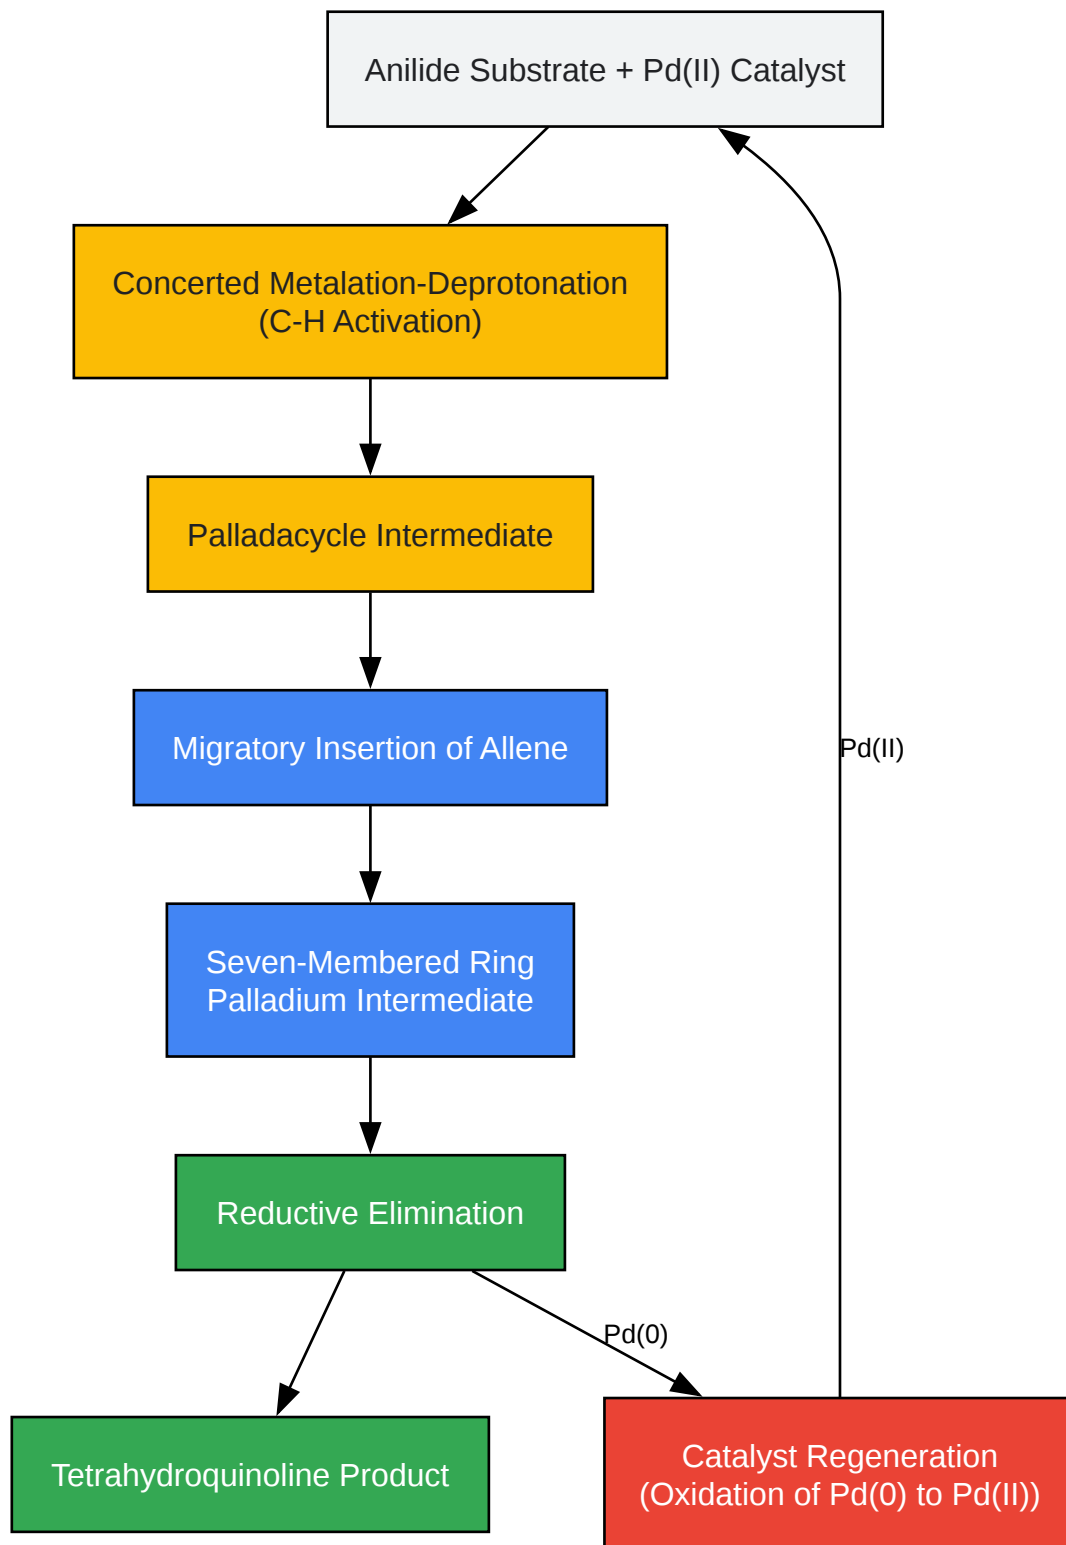 Anilide Substrate + Pd(II) Catalyst
Concerted Metalation-Deprotonation
(C-H Activation)
Palladacycle Intermediate
Migratory Insertion of Allene
Pd(II)
Seven-Membered Ring
Palladium Intermediate
Reductive Elimination
Pd(0)
Tetrahydroquinoline Product
Catalyst Regeneration
(Oxidation of Pd(0) to Pd(II))